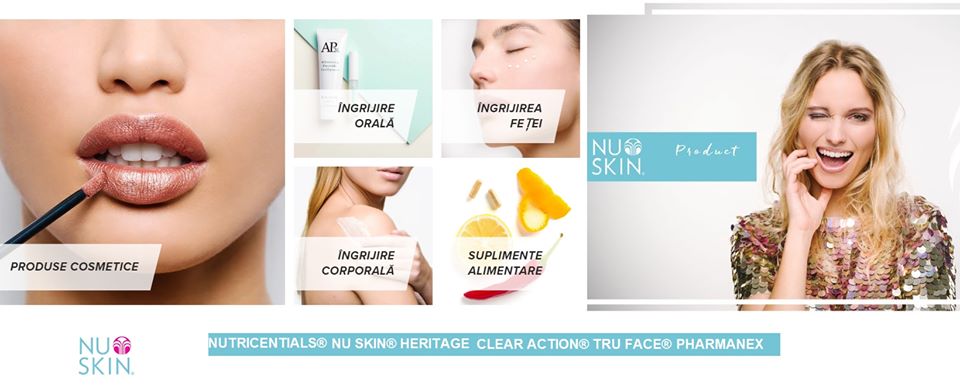 PRODUSE COSMETICE
AP
ÎNGRIJIRE
ORALĂ
ÎNGRIJIREA
FEȚEI
ÎNGRIJIRE
CORPORALĂ
SUPLIMENTE
ALIMENTARE
NU
SKIN®
Product
NU
SKIN®
NUTRICENTIALS® NU SKIN® HERITAGE CLEAR ACTION® TRU FACE® PHARMANEX